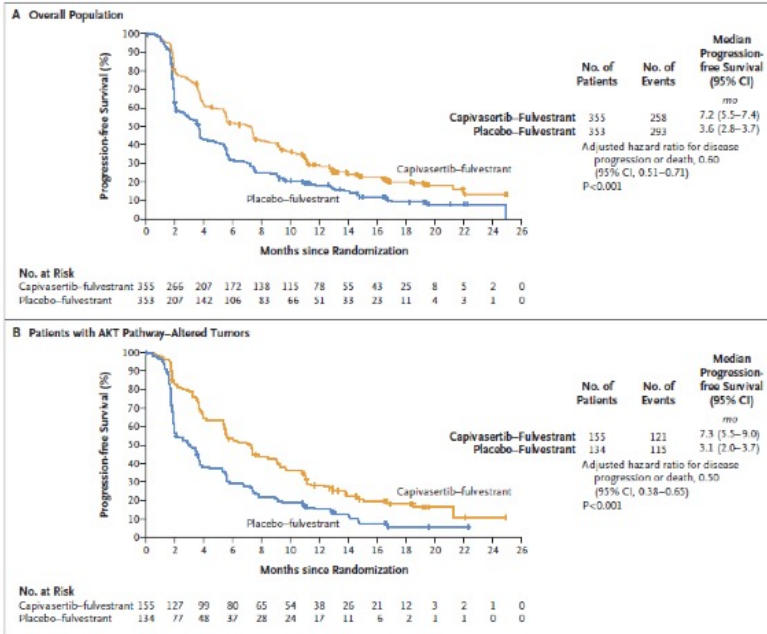 A Overall Population
Progression-free Survival (%)
100
90
80
70
60
50
40
30
20
10
0
0 2 4 6 8 10 12 14 16 18 20 22 24 26
Months since Randomization
Capivasertib–fulvestrant
Placebo–fulvestrant
No. of Patients
No. of Events
Median Progression-free Survival (95% CI)
mo
Capivasertib–Fulvestrant 355 258 7.2 (5.5–7.4)
Placebo–Fulvestrant 353 293 3.6 (2.8–3.7)
Adjusted hazard ratio for disease
progression or death, 0.60
(95% CI, 0.51–0.71)
P<0.001
No. at Risk
Capivasertib–fulvestrant 355 266 207 172 138 115 78 55 43 25 8 5 2 0
Placebo–fulvestrant 353 207 142 106 83 66 51 33 23 11 4 3 1 0
B Patients with AKT Pathway–Altered Tumors
Progression-free Survival (%)
100
90
80
70
60
50
40
30
20
10
0
0 2 4 6 8 10 12 14 16 18 20 22 24 26
Months since Randomization
Capivasertib–fulvestrant
Placebo–fulvestrant
No. of Patients
No. of Events
Median Progression-free Survival (95% CI)
mo
Capivasertib–Fulvestrant 155 121 7.3 (5.5–9.0)
Placebo–Fulvestrant 134 115 3.1 (2.0–3.7)
Adjusted hazard ratio for disease
progression or death, 0.50
(95% CI, 0.38–0.65)
P<0.001
No. at Risk
Capivasertib–fulvestrant 155 127 99 80 65 54 38 26 21 12 3 2 1 0
Placebo–fulvestrant 134 77 48 37 28 24 17 11 6 2 1 1 0 0